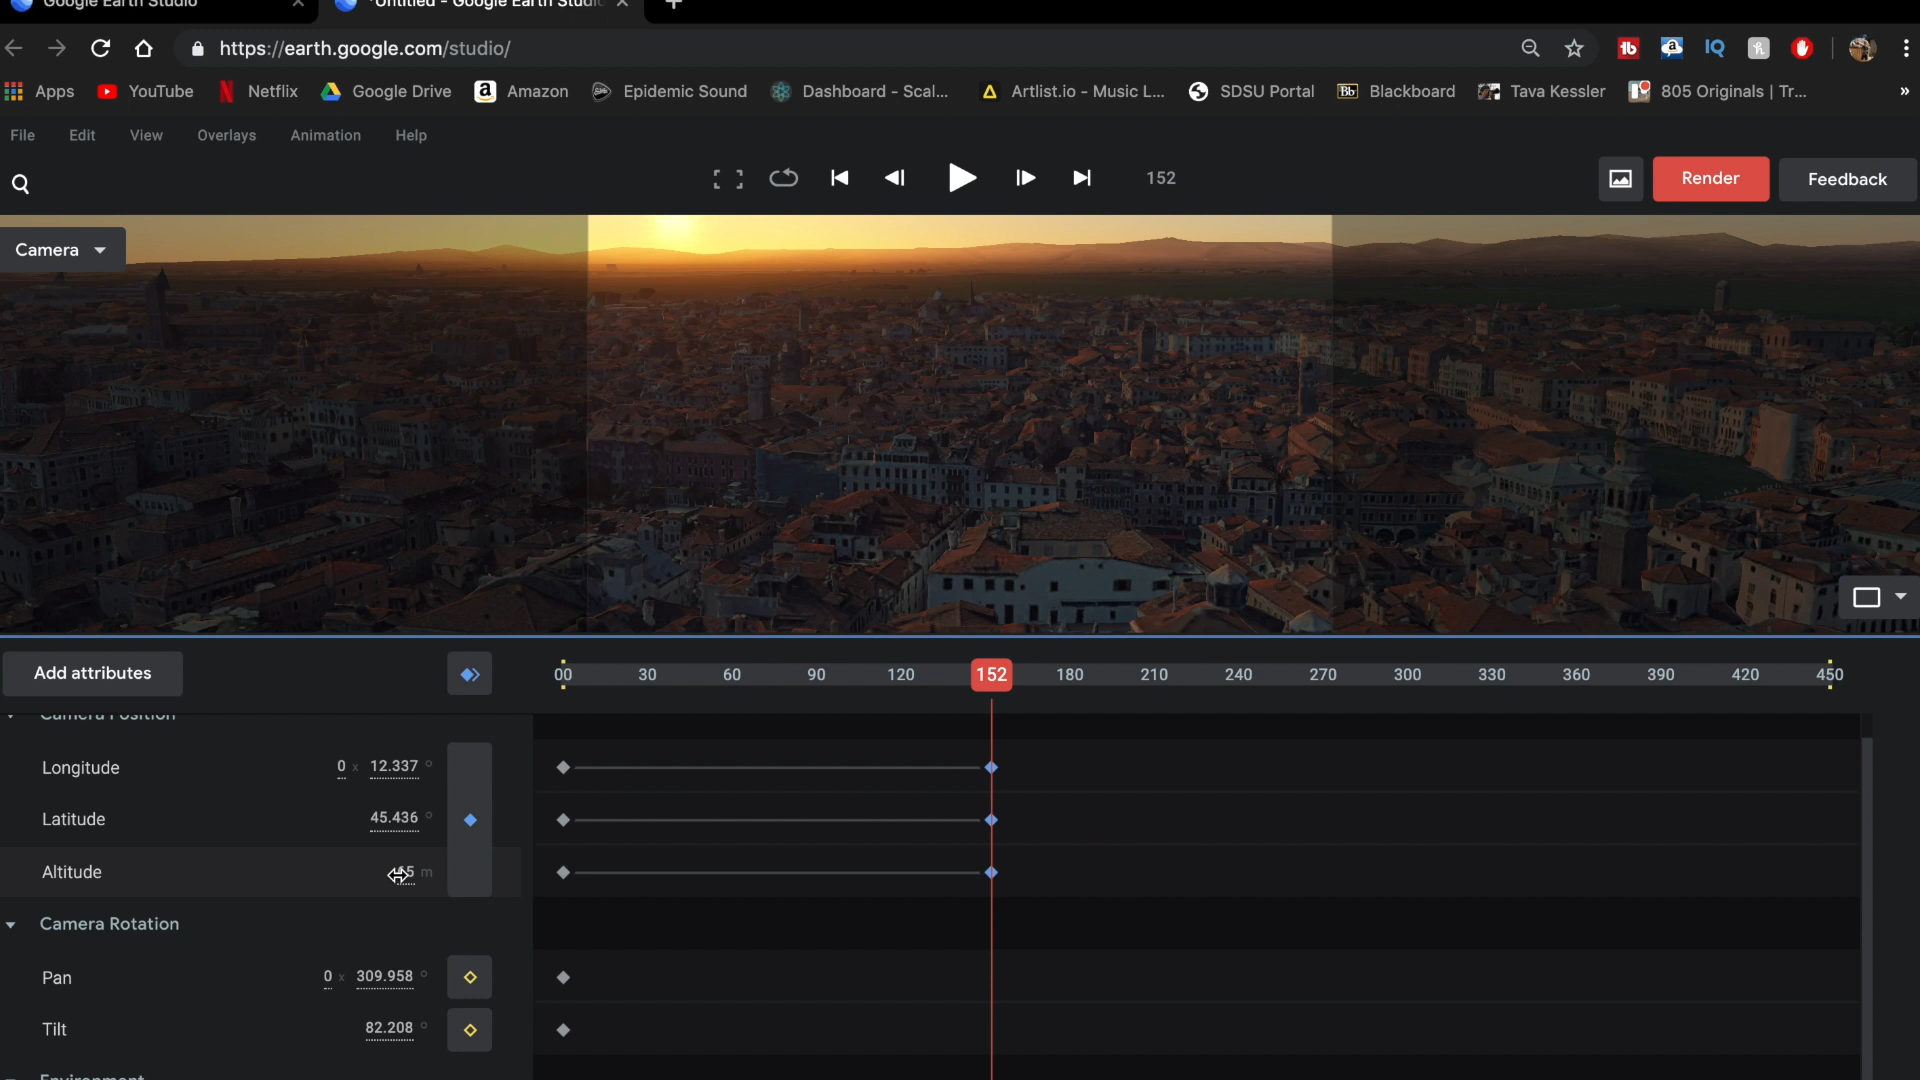 Google Earth Studio
*Untitled - Google Earth Studio
https://earth.google.com/studio/
Apps YouTube Netflix Google Drive Amazon Epidemic Sound Dashboard - Scal... Artlist.io - Music L... SDSU Portal Bb Blackboard Tava Kessler 805 Originals | Tr... »
File Edit View Overlays Animation Help
152
Render
Feedback
Camera
Add attributes
00 30 60 90 120 152 180 210 240 270 300 330 360 390 420 450
Camera Position
Longitude 0 x 12.337 °
Latitude 45.436 °
Altitude m
Camera Rotation
Pan 0 x 309.958 °
Tilt 82.208 °
Environment